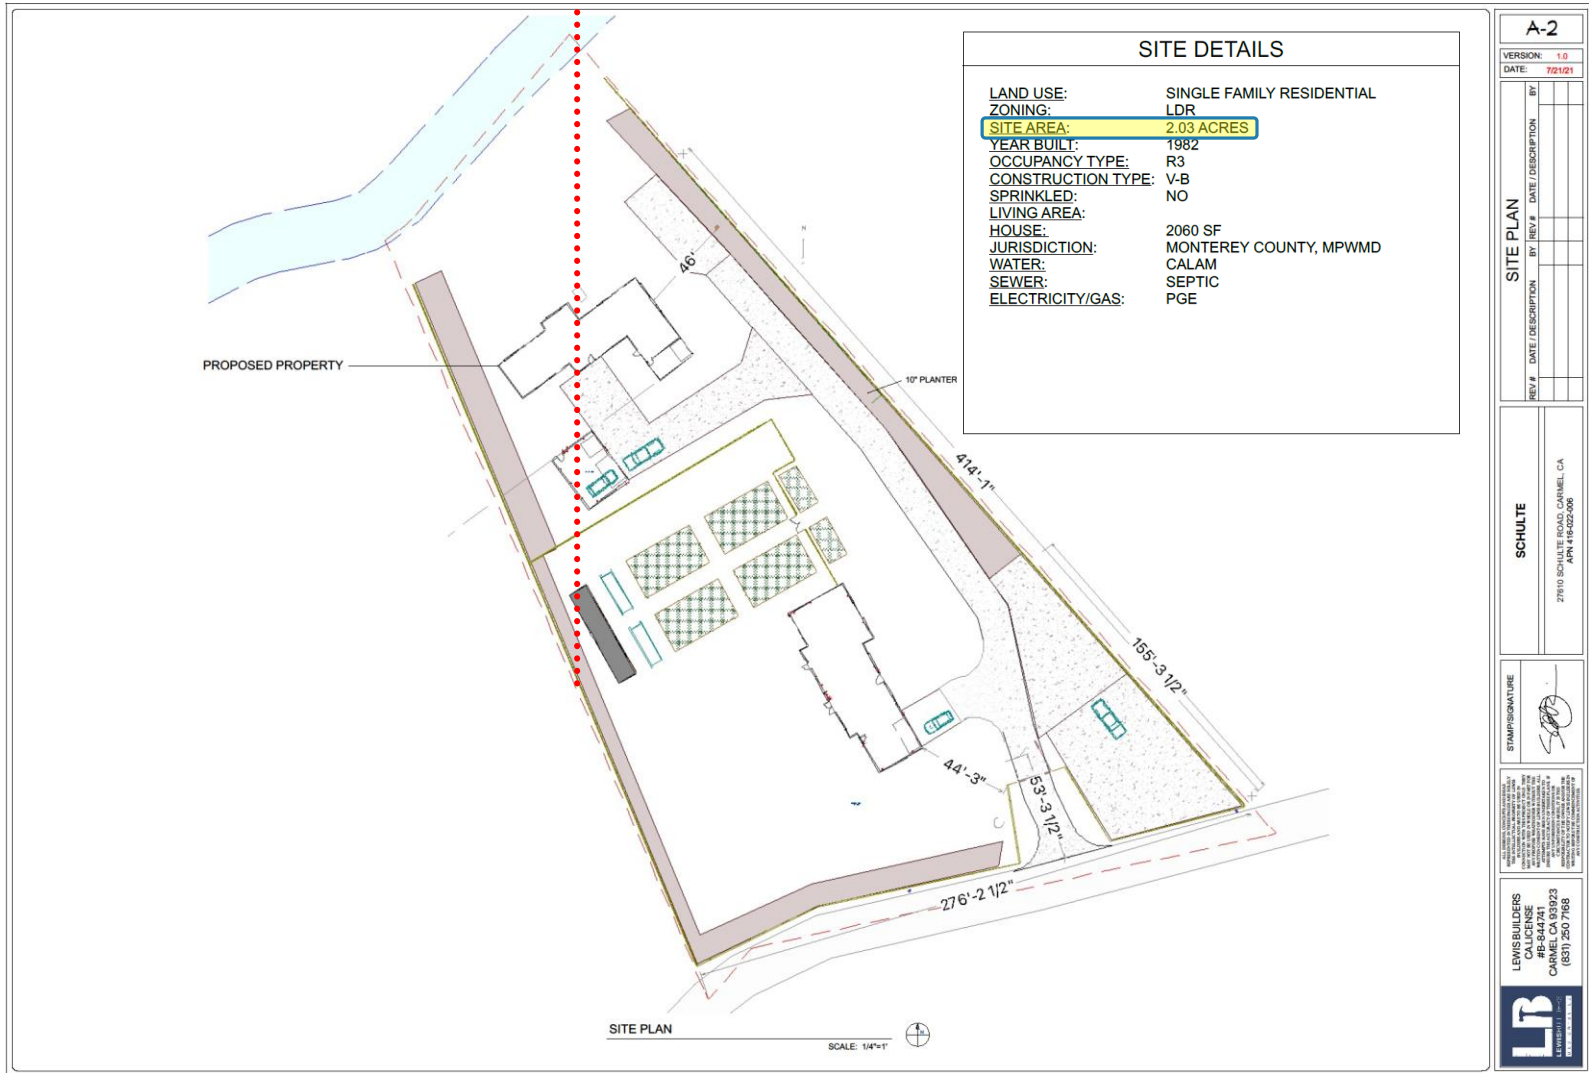 SITE DETAILS
LAND USE: SINGLE FAMILY RESIDENTIAL
ZONING: LDR
SITE AREA: 2.03 ACRES
YEAR BUILT: 1982
OCCUPANCY TYPE: R3
CONSTRUCTION TYPE: V-B
SPRINKLED: NO
LIVING AREA:
HOUSE: 2060 SF
JURISDICTION: MONTEREY COUNTY, MPWMD
WATER: CALAM
SEWER: SEPTIC
ELECTRICITY/GAS: PGE
46'
PROPOSED PROPERTY
10" PLANTER
414'-1"
155'-3 1/2"
44'-3"
53'-3 1/2"
276'-2 1/2"
SITE PLAN
SCALE: 1/4"=1'
N
A-2
VERSION: 1.0
DATE: 7/21/21
SITE PLAN
REV # DATE / DESCRIPTION BY REV # DATE / DESCRIPTION BY
SCHULTE
27610 SCHULTE ROAD, CARMEL, CA
APN 416-022-006
STAMP/SIGNATURE
LEWIS BUILDERS
CA LICENSE
#B-844741
CARMEL, CA 93923
(831) 250 7168
LB